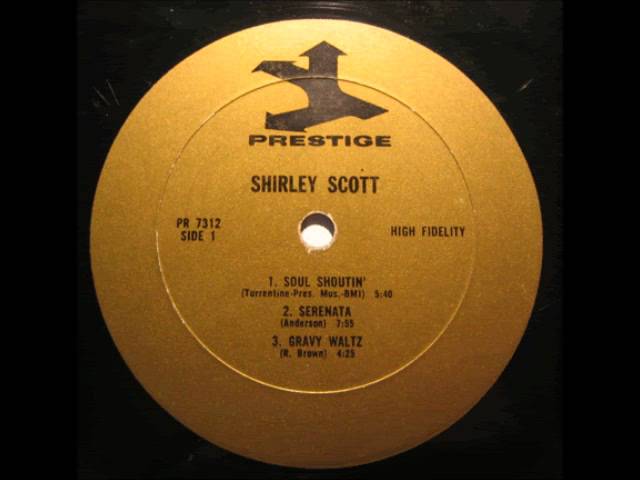 PRESTIGE
SHIRLEY SCOTT
PR 7312
SIDE 1
HIGH FIDELITY
1. SOUL SHOUTIN'
(Turrentine-Pres. Mus.-BMI) 5:40
2. SERENATA
(Anderson) 7:55
3. GRAVY WALTZ
(R. Brown) 4:25